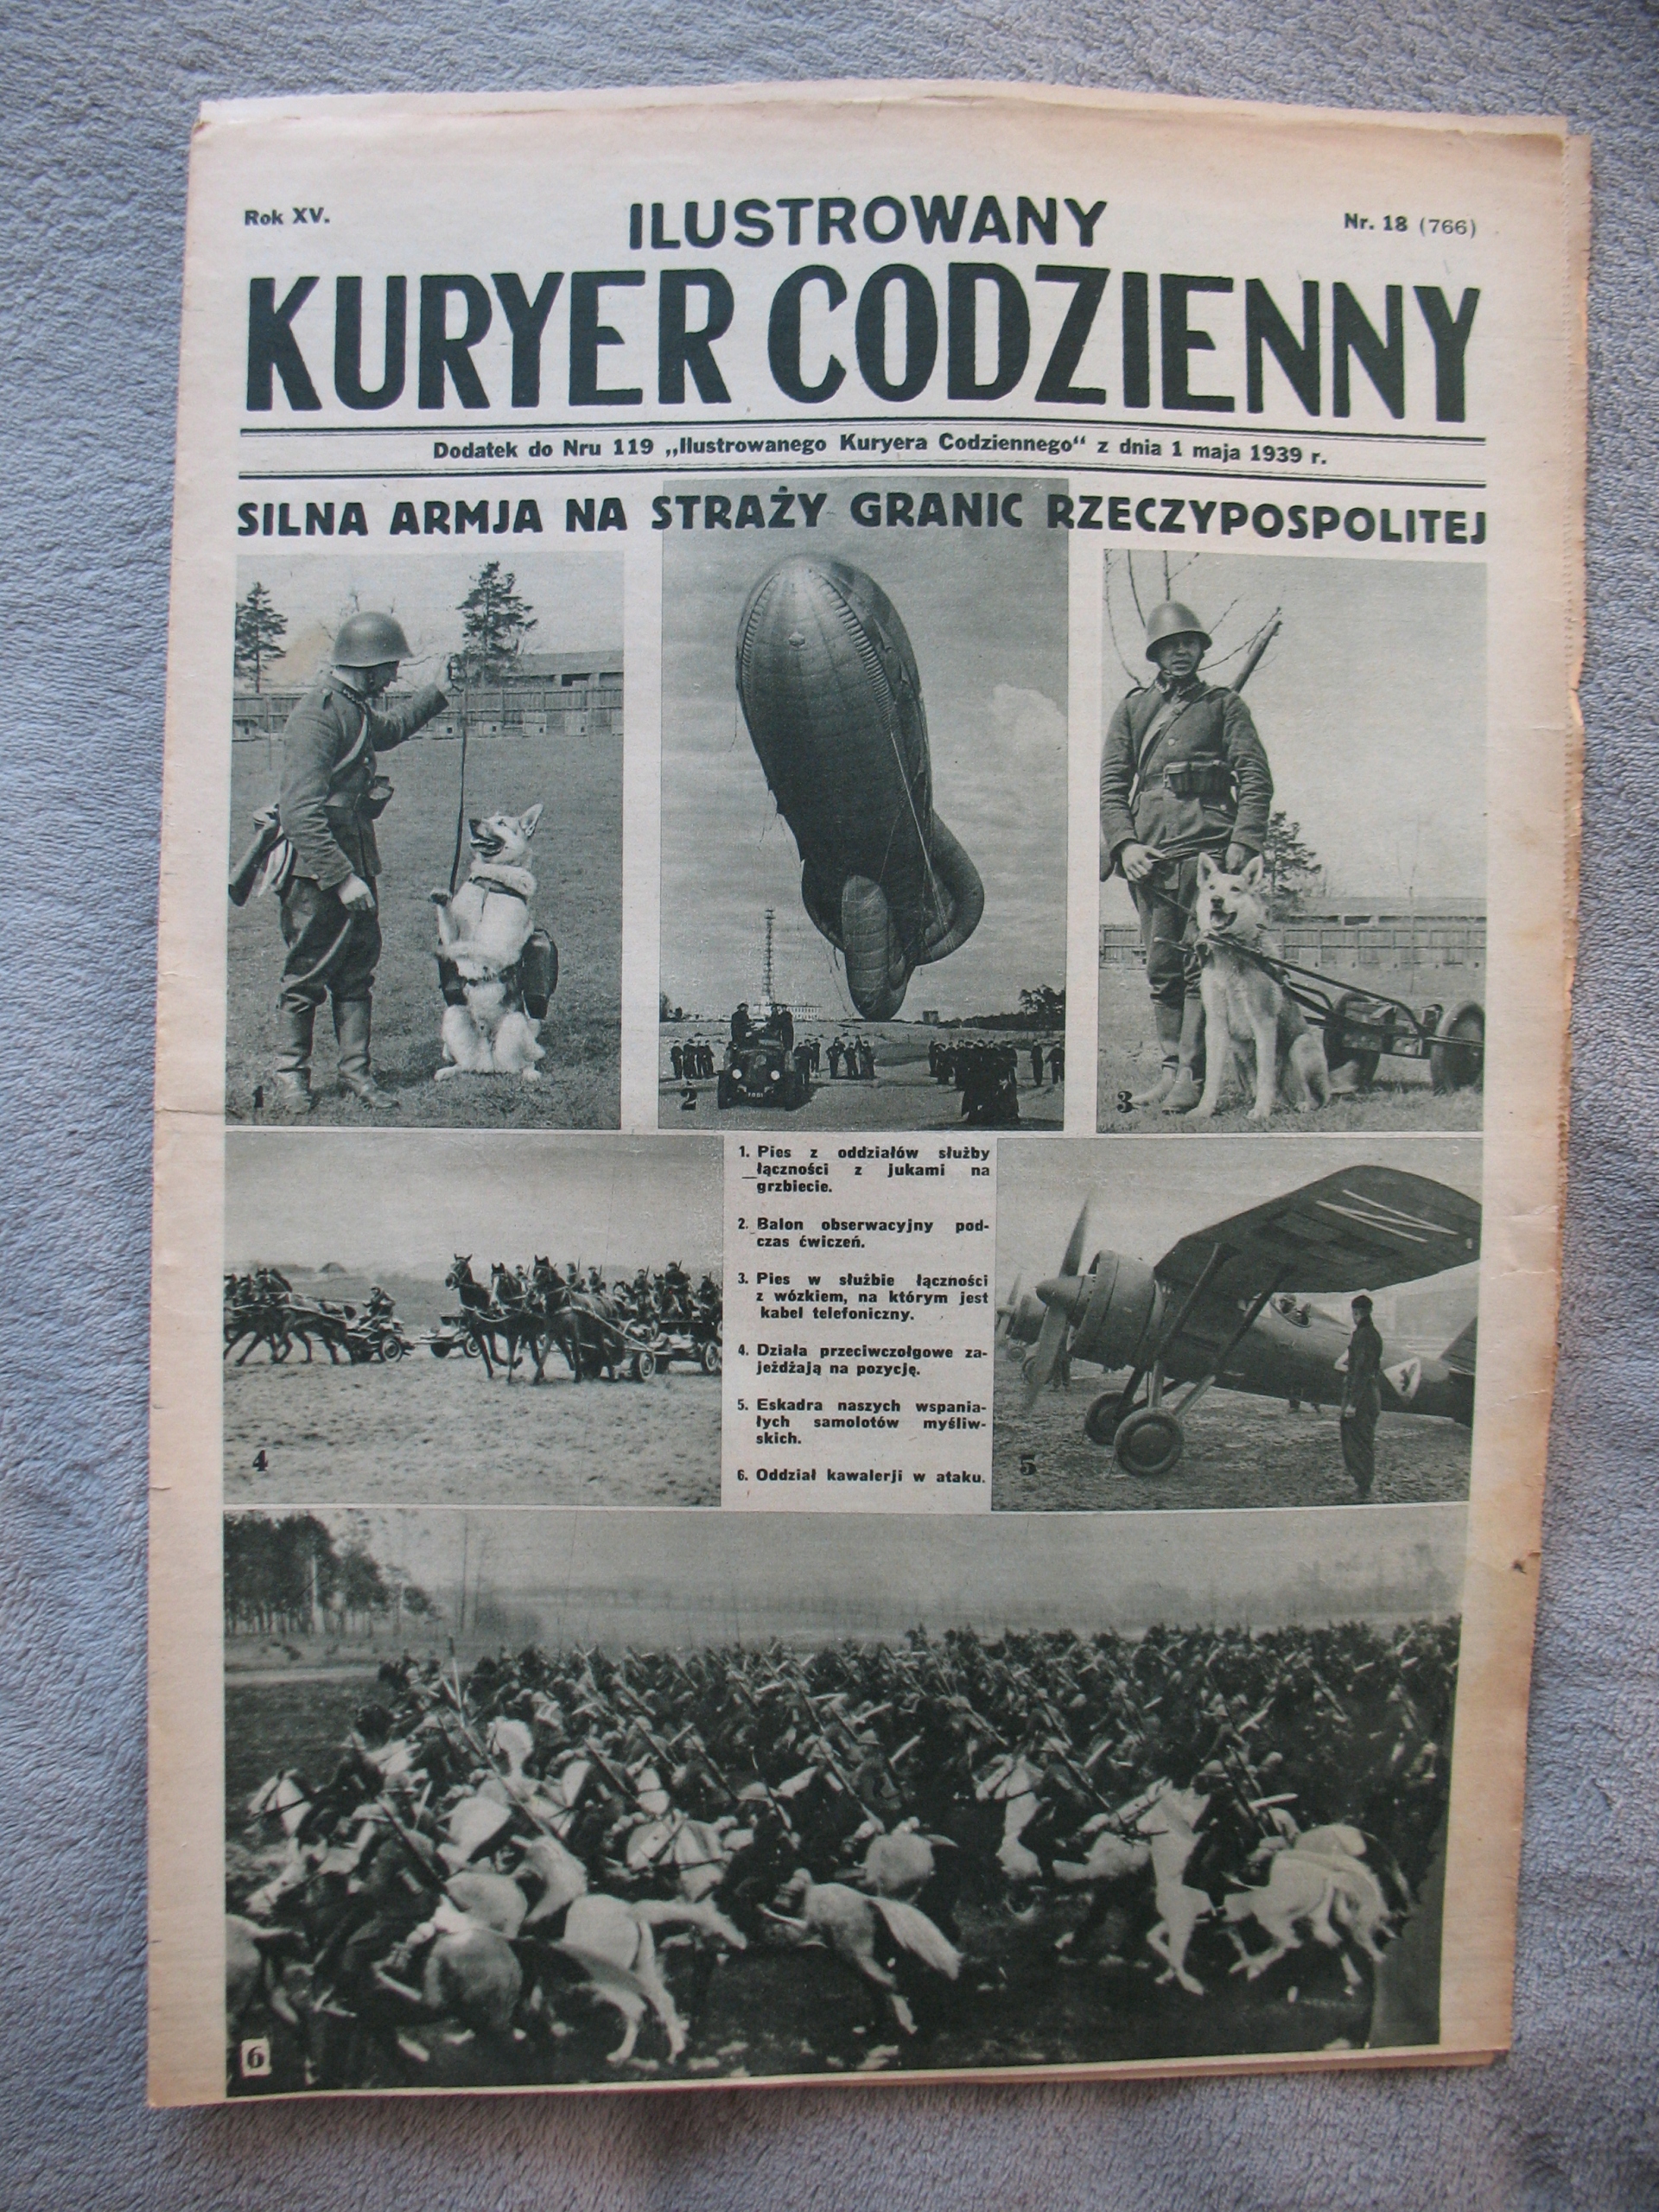 Rok XV.
ILUSTROWANY
Nr. 18 (766)
KURYER CODZIENNY
Dodatek do Nru 119 „Ilustrowanego Kuryera Codziennego“ z dnia 1 maja 1939 r.
SILNA ARMJA NA STRAŻY GRANIC RZECZYPOSPOLITEJ
1
2
3
1. Pies z oddziałów służby
łączności z jukami na
grzbiecie.
2. Balon obserwacyjny pod-
czas ćwiczeń.
3. Pies w służbie łączności
z wózkiem, na którym jest
kabel telefoniczny.
4. Działa przeciwczołgowe za-
jeżdżają na pozycję.
5. Eskadra naszych wspania-
łych samolotów myśliw-
skich.
6. Oddział kawalerji w ataku.
4
5
6